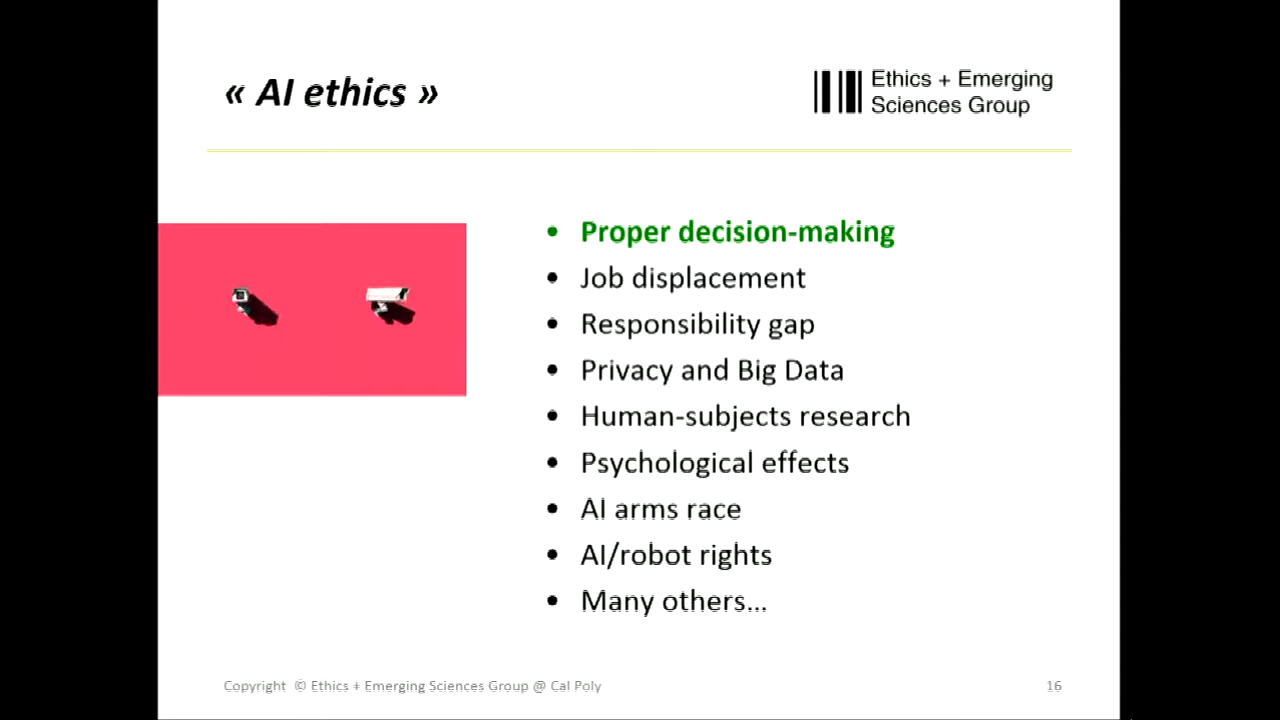 « AI ethics »
Ethics + Emerging
Sciences Group
• Proper decision-making
• Job displacement
• Responsibility gap
• Privacy and Big Data
• Human-subjects research
• Psychological effects
• AI arms race
• AI/robot rights
• Many others...
Copyright © Ethics + Emerging Sciences Group @ Cal Poly
16